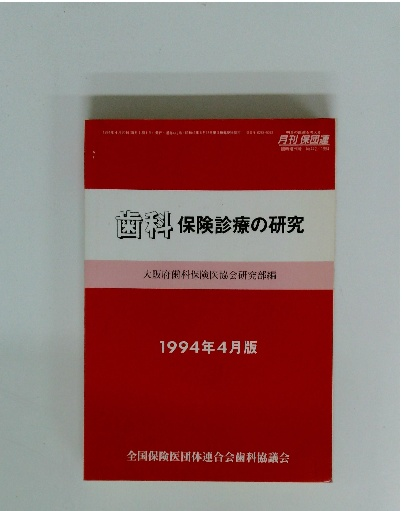 月刊 保団連
歯科 保険診療の研究
大阪府歯科保険医協会研究部編
1994年4月版
全国保険医団体連合会歯科協議会